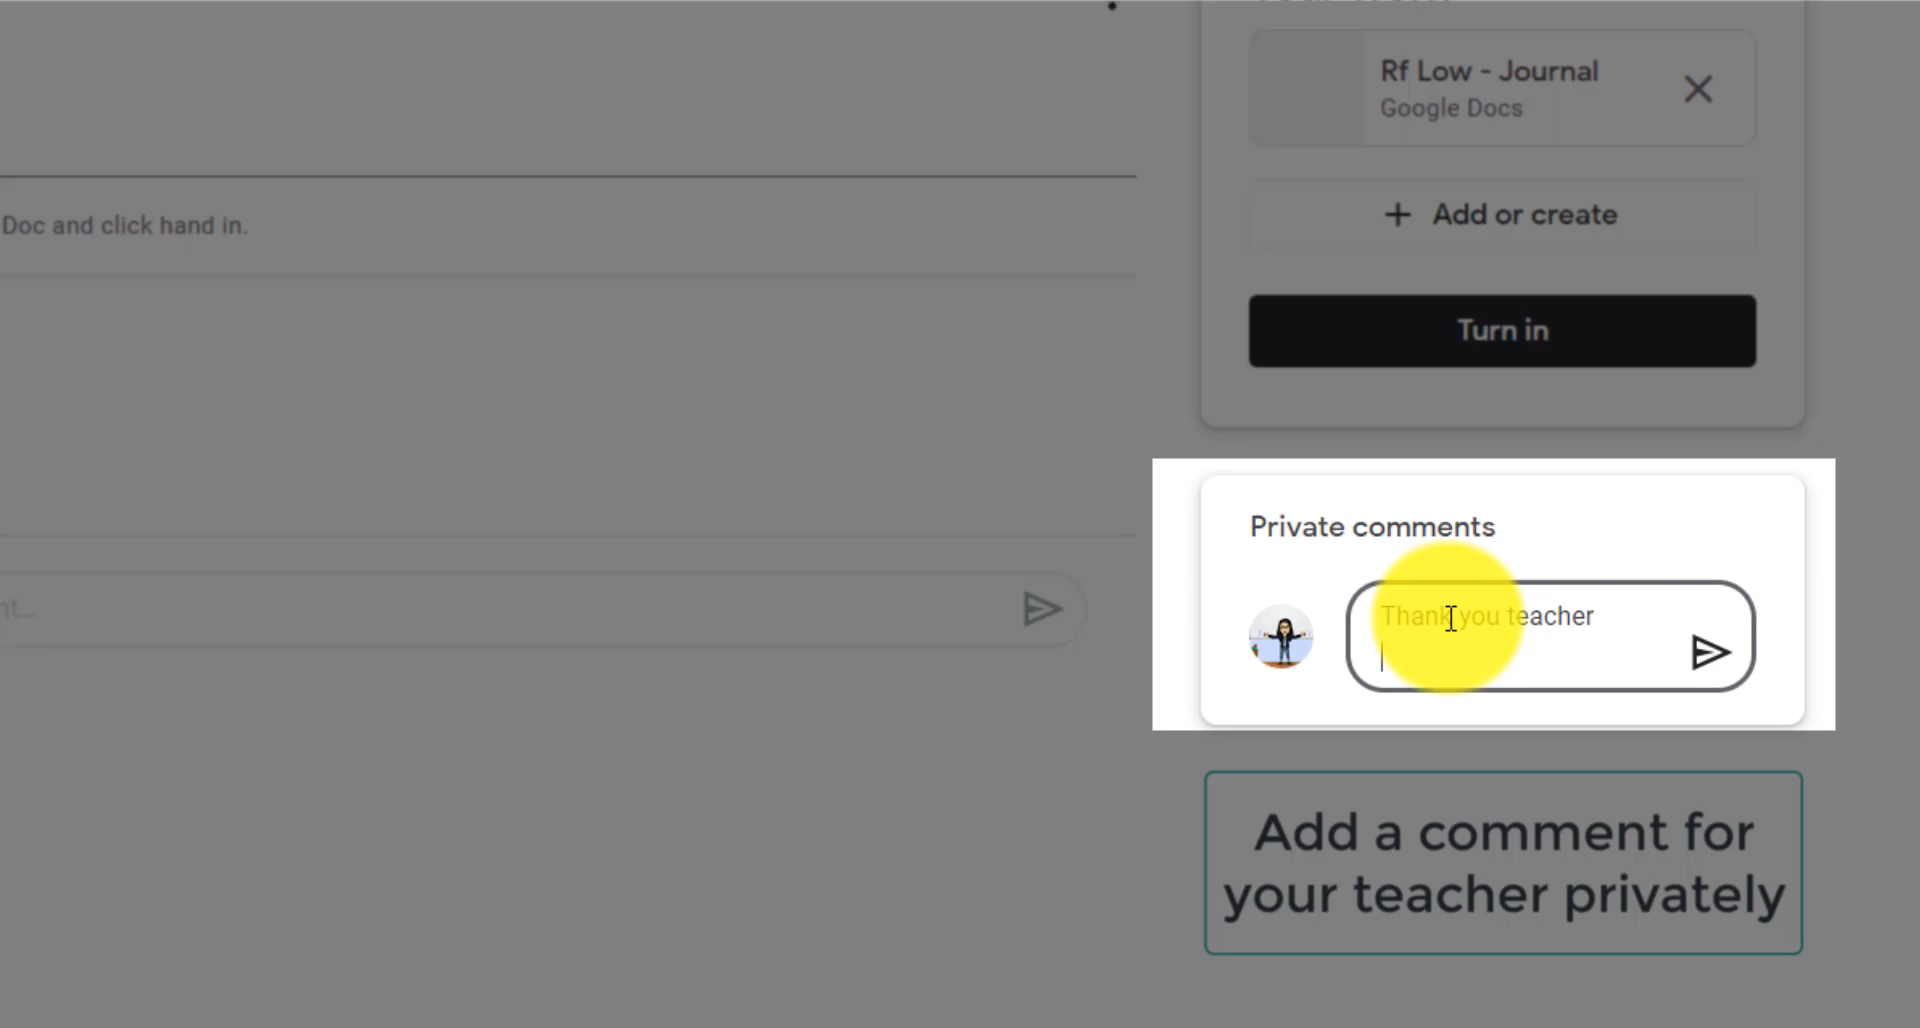 Rf Low - Journal
Google Docs
+ Add or create
Doc and click hand in.
Turn in
Private comments
nt...
Thank you teacher
Add a comment for
your teacher privately